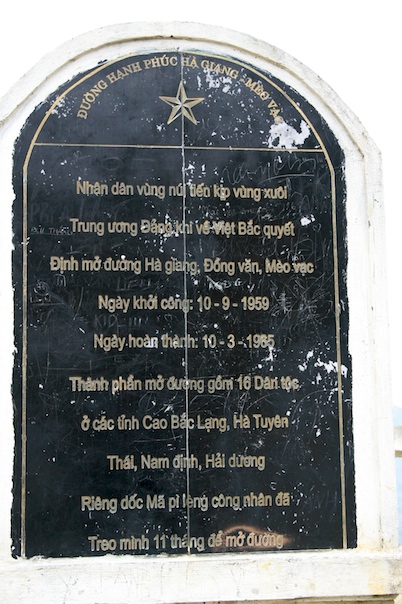 ĐƯỜNG HẠNH PHÚC HÀ GIANG - MÈO VẠC
Nhân dân vùng núi tiến kịp vùng xuôi
Trung ương Đảng khi về Việt Bắc quyết
Định mở đường Hà giang, Đồng văn, Mèo vạc
Ngày khởi công: 10 - 9 - 1959
Ngày hoàn thành: 10 - 3 - 1965
Thành phần mở đường gồm 16 Dân tộc
ở các tỉnh Cao Bắc Lạng, Hà Tuyên
Thái, Nam định, Hải dương
Riêng dốc Mã pì lèng công nhân đã
Treo mình 11 tháng để mở đường